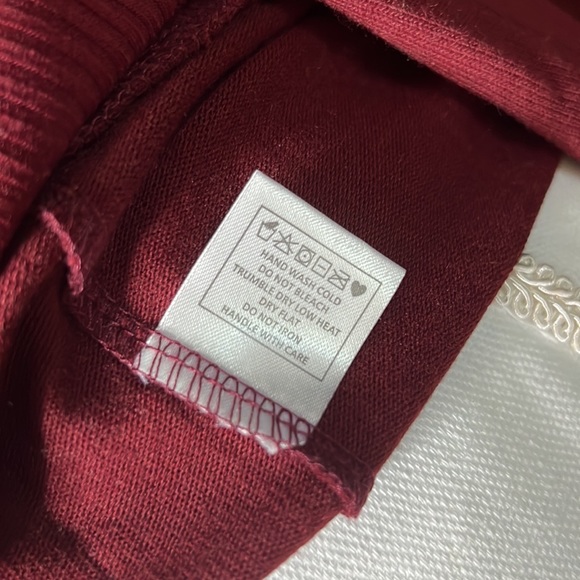 HAND WASH COLD
DO NOT BLEACH
TRUMBLE DRY, LOW HEAT
DRY FLAT
DO NOT IRON
HANDLE WITH CARE